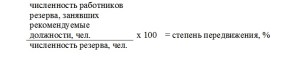 численность работников
резерва, занявших
рекомендуемые
должности, чел. х 100 = степень передвижения, %
численность резерва, чел.